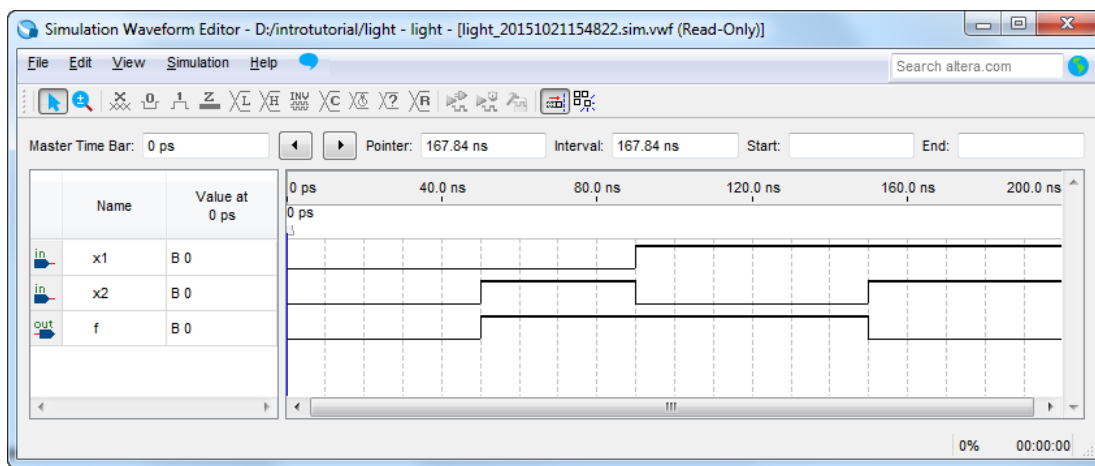 Simulation Waveform Editor - D:/introtutorial/light - light - [light_20151021154822.sim.vwf (Read-Only)]
File Edit View Simulation Help
Search altera.com
Master Time Bar: 0 ps Pointer: 167.84 ns Interval: 167.84 ns Start: End:
Name Value at 0 ps
0 ps 40.0 ns 80.0 ns 120.0 ns 160.0 ns 200.0 ns
0 ps
in x1 B 0
in x2 B 0
out f B 0
0% 00:00:00